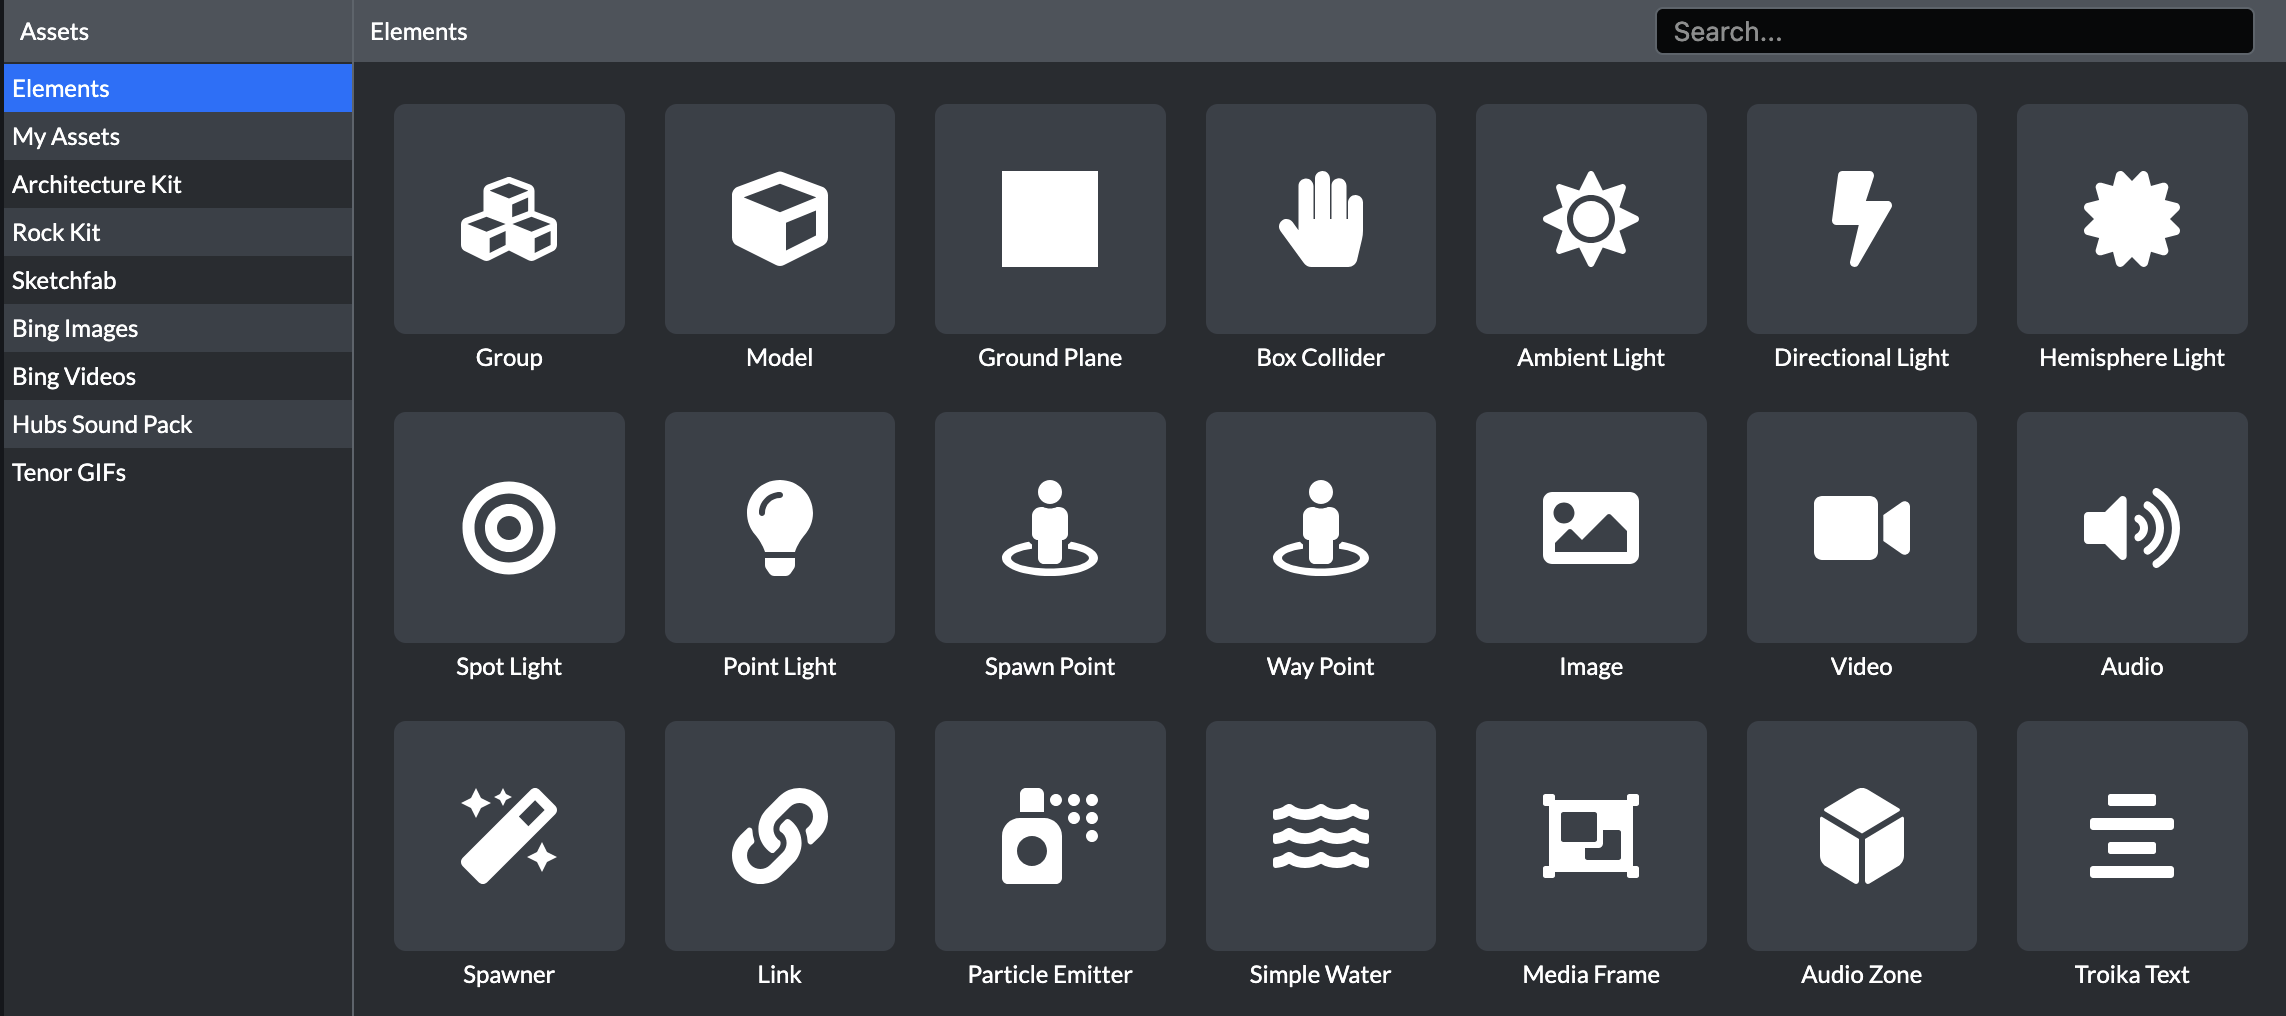 Assets
Elements
My Assets
Architecture Kit
Rock Kit
Sketchfab
Bing Images
Bing Videos
Hubs Sound Pack
Tenor GIFs
Elements
Search...
Group
Model
Ground Plane
Box Collider
Ambient Light
Directional Light
Hemisphere Light
Spot Light
Point Light
Spawn Point
Way Point
Image
Video
Audio
Spawner
Link
Particle Emitter
Simple Water
Media Frame
Audio Zone
Troika Text